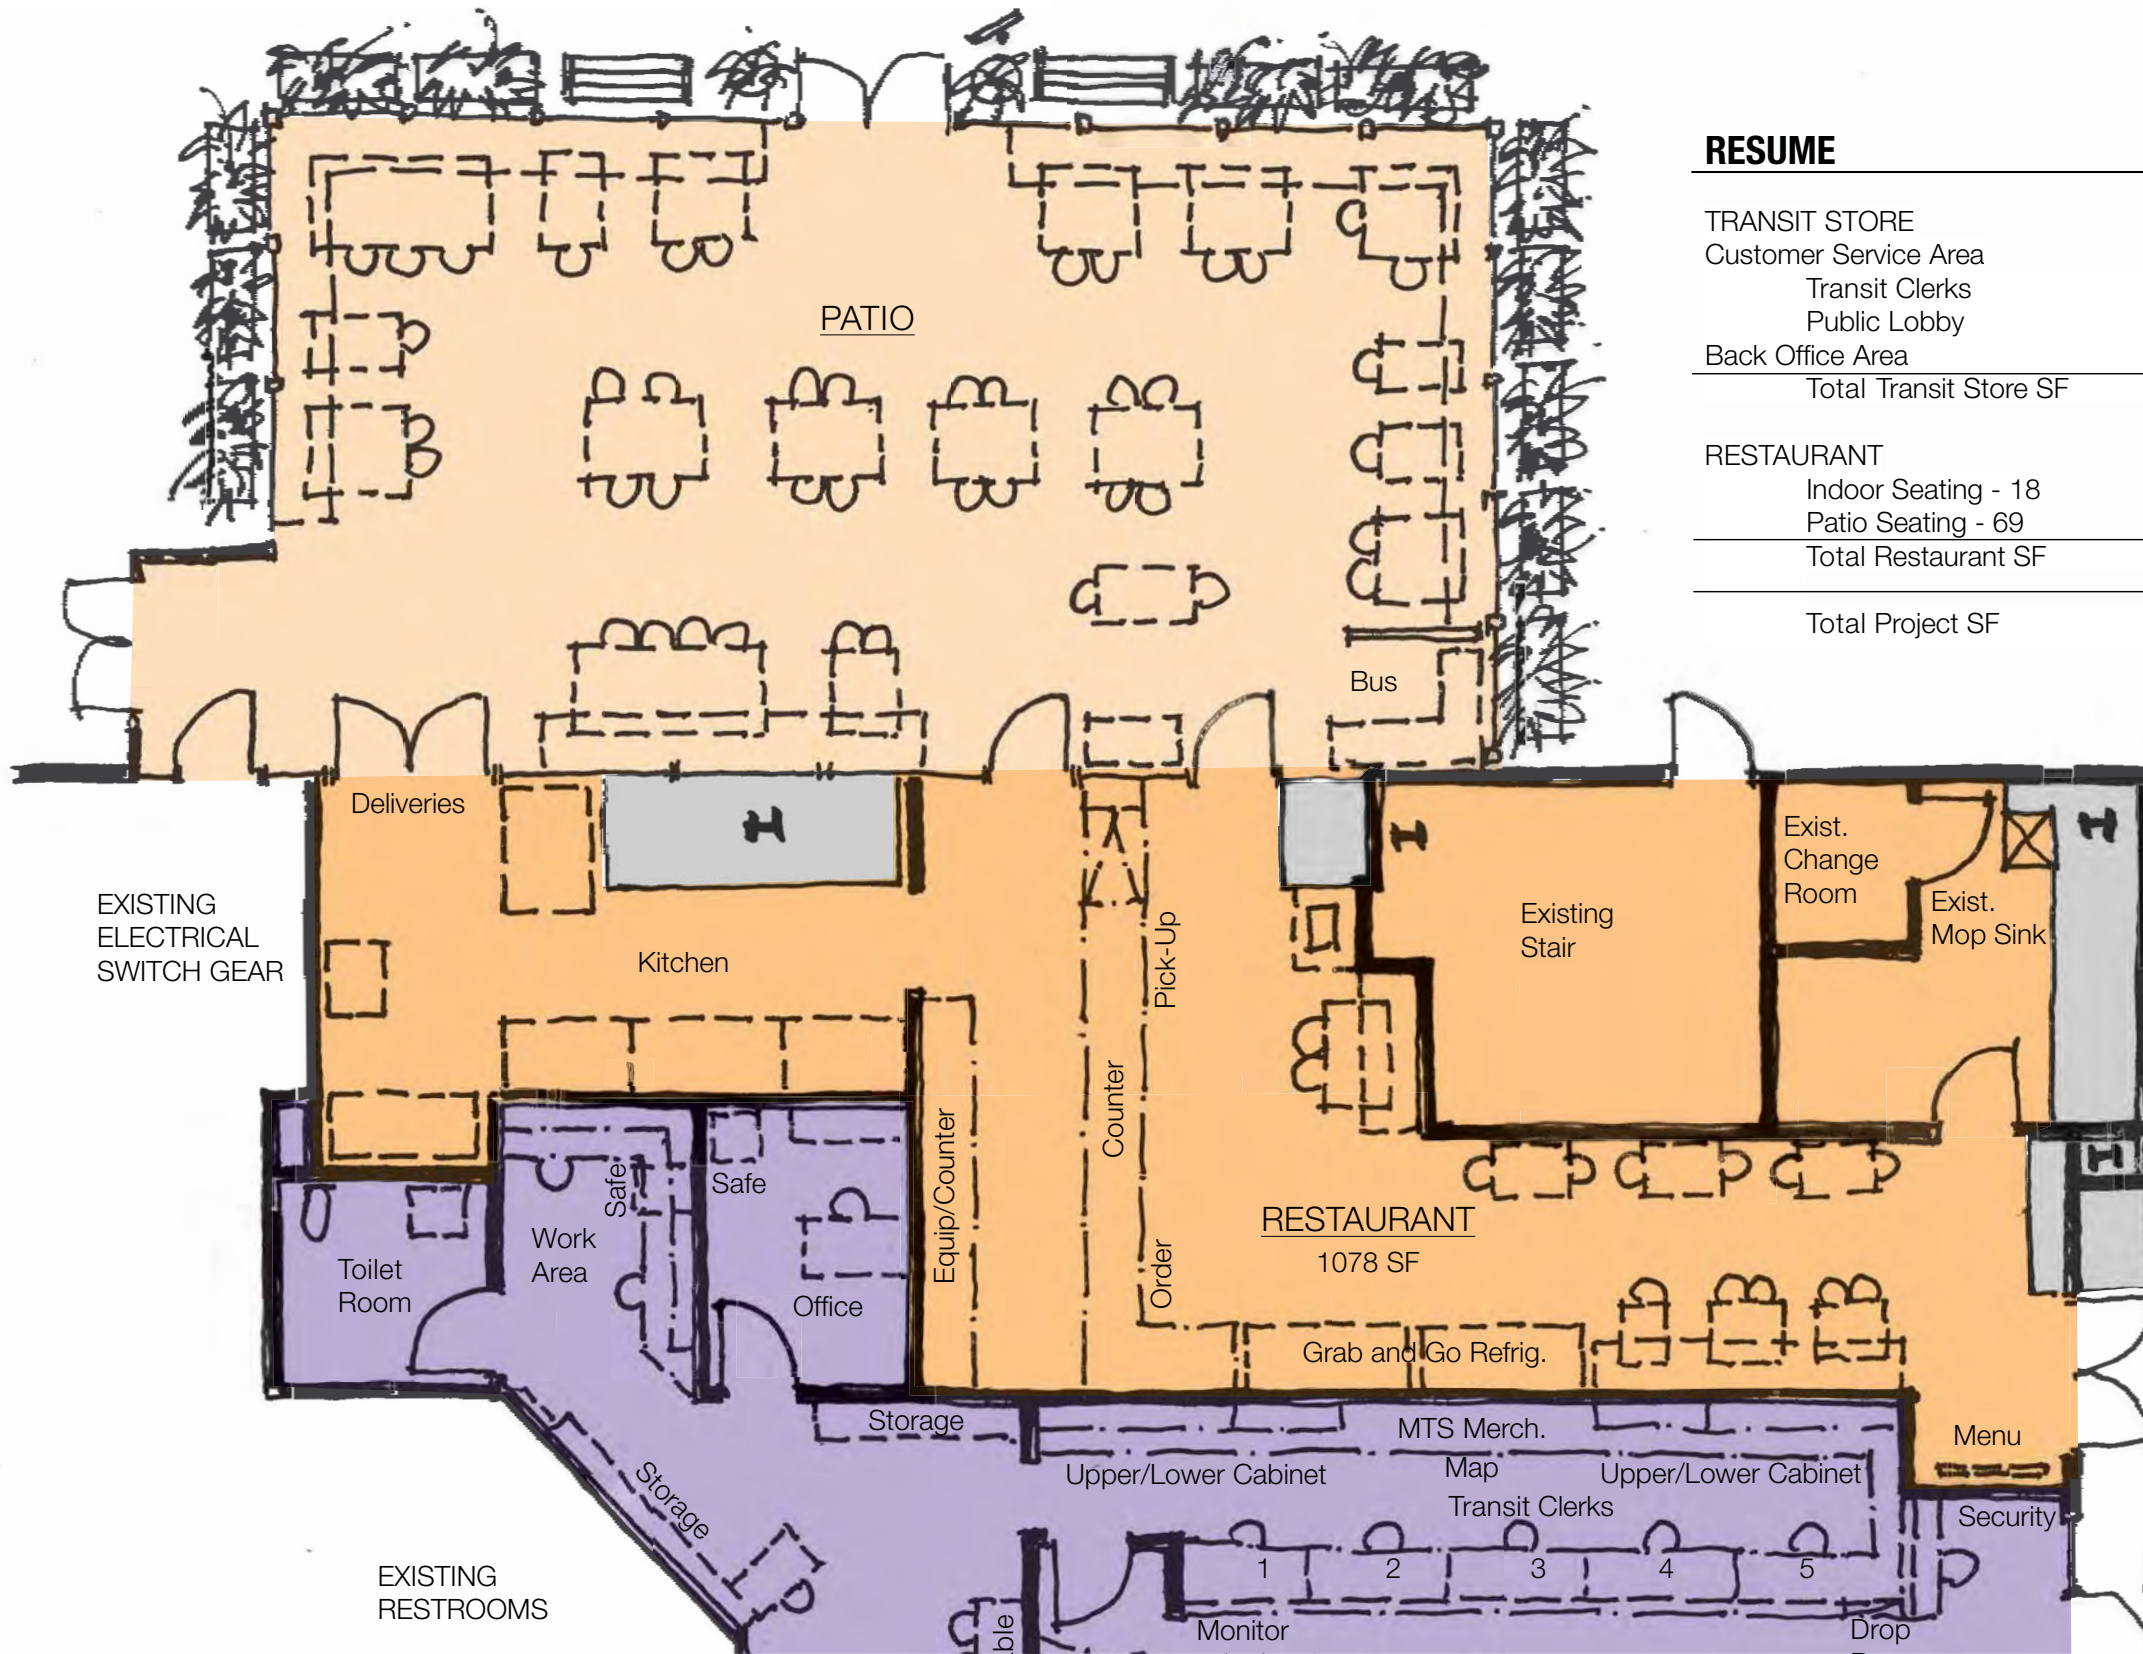 RESUME
TRANSIT STORE
Customer Service Area
Transit Clerks
Public Lobby
Back Office Area
Total Transit Store SF
RESTAURANT
Indoor Seating - 18
Patio Seating - 69
Total Restaurant SF
Total Project SF
PATIO
Bus
Deliveries
Exist.
Change
Room
Exist.
Mop Sink
EXISTING
ELECTRICAL
SWITCH GEAR
Kitchen
Pick-Up
Existing
Stair
Counter
Equip/Counter
Order
Safe
Safe
Work
Area
Toilet
Room
Office
RESTAURANT
1078 SF
Grab and Go Refrig.
Storage
MTS Merch.
Menu
Upper/Lower Cabinet
Map
Upper/Lower Cabinet
Transit Clerks
Security
Storage
1
2
3
4
5
EXISTING
RESTROOMS
Monitor
Drop